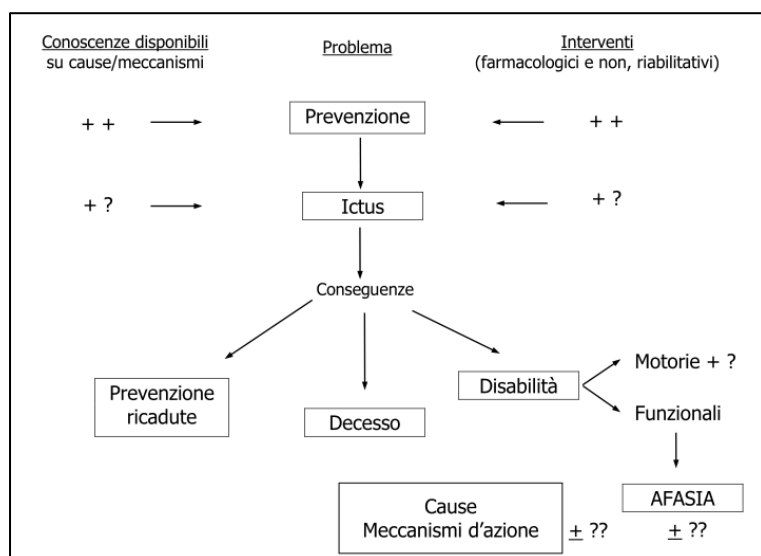 Conoscenze disponibili
su cause/meccanismi
Problema
Interventi
(farmacologici e non, riabilitativi)
+ +
Prevenzione
+ +
+ ?
Ictus
+ ?
Conseguenze
Prevenzione
ricadute
Decesso
Disabilità
Motorie + ?
Funzionali
AFASIA
± ??
Cause
Meccanismi d'azione
± ??